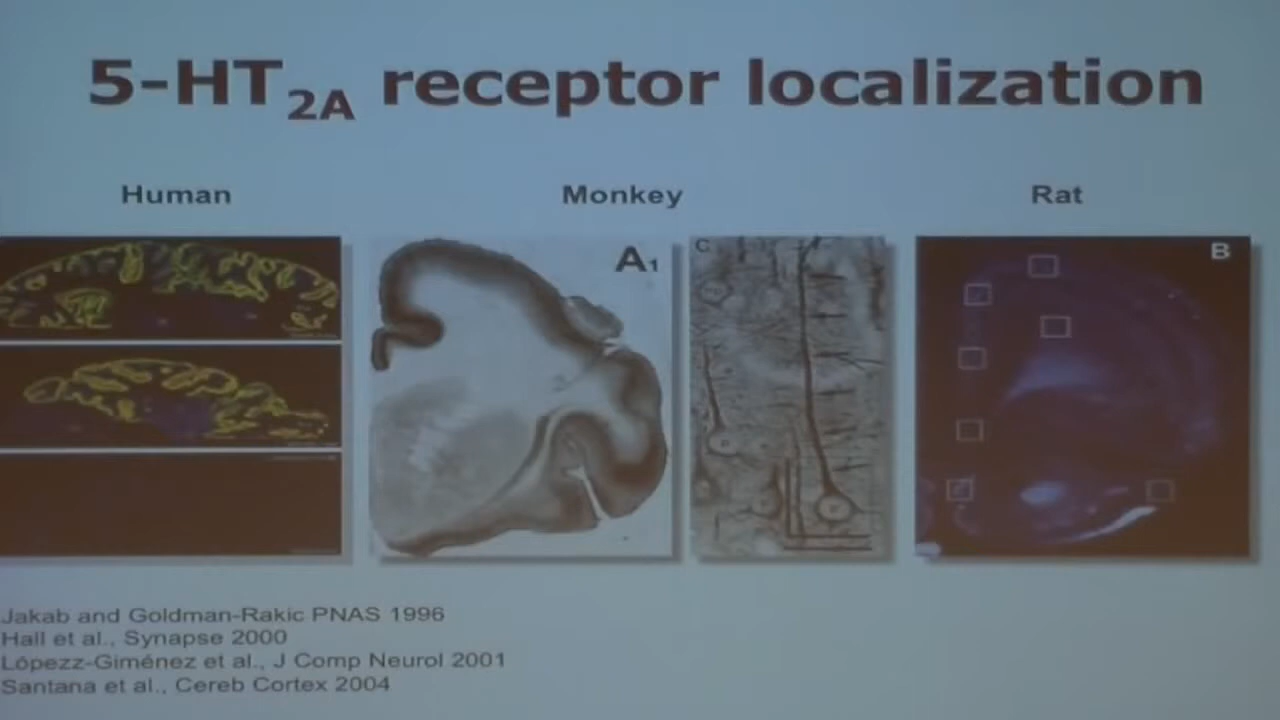 5-HT2A receptor localization
Human
Monkey
Rat
A1
C
B
Jakab and Goldman-Rakic PNAS 1996
Hall et al., Synapse 2000
Lópezz-Giménez et al., J Comp Neurol 2001
Santana et al., Cereb Cortex 2004